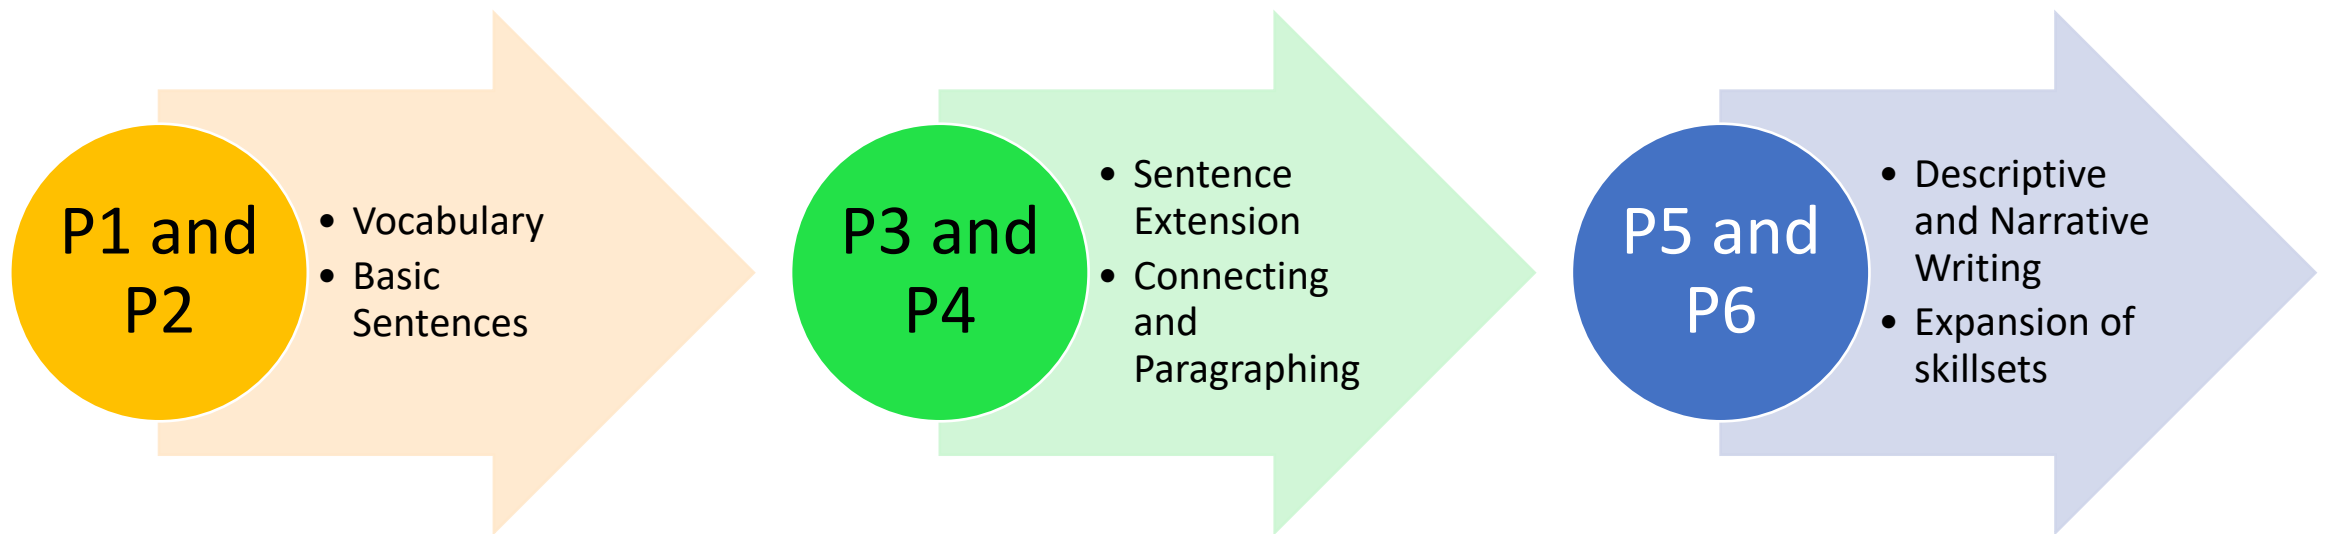 P1 and
P2
• Vocabulary
• Basic
Sentences
P3 and
P4
• Sentence
Extension
• Connecting
and
Paragraphing
P5 and
P6
• Descriptive
and Narrative
Writing
• Expansion of
skillsets